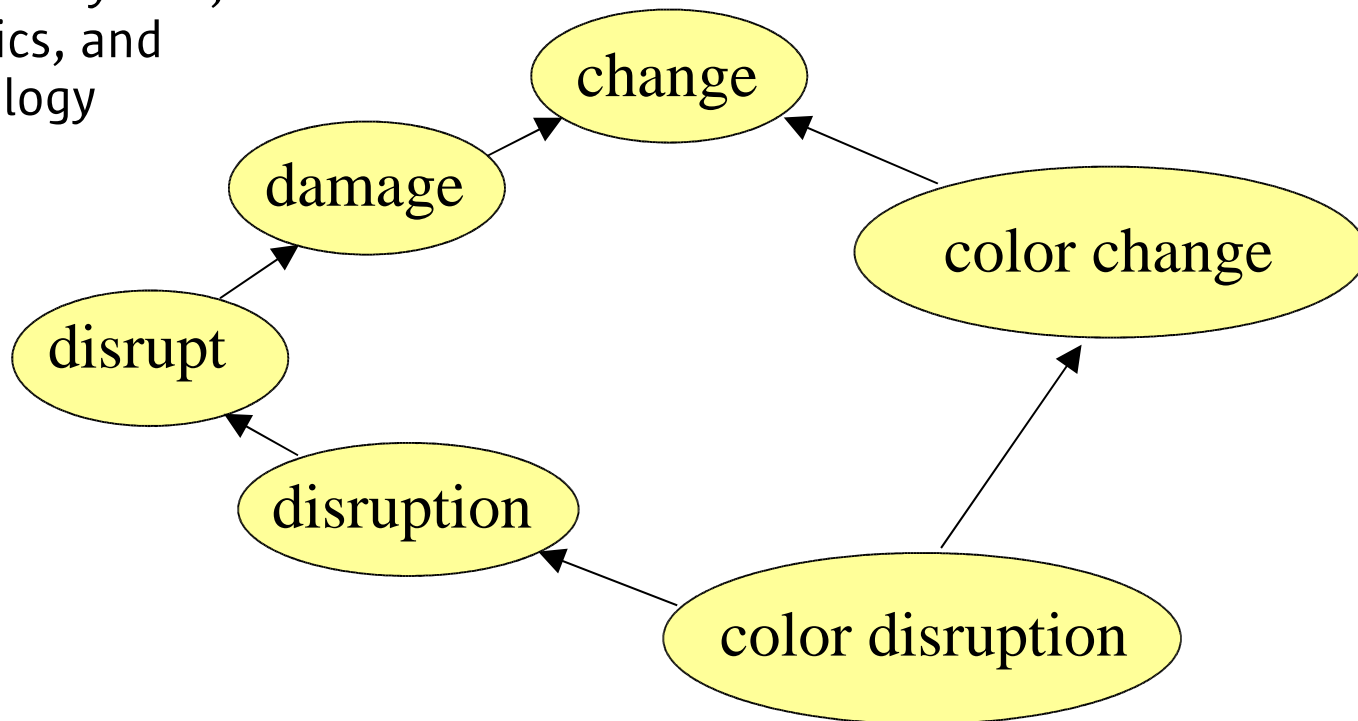 ics, and
logy
change
damage
color change
disrupt
disruption
color disruption